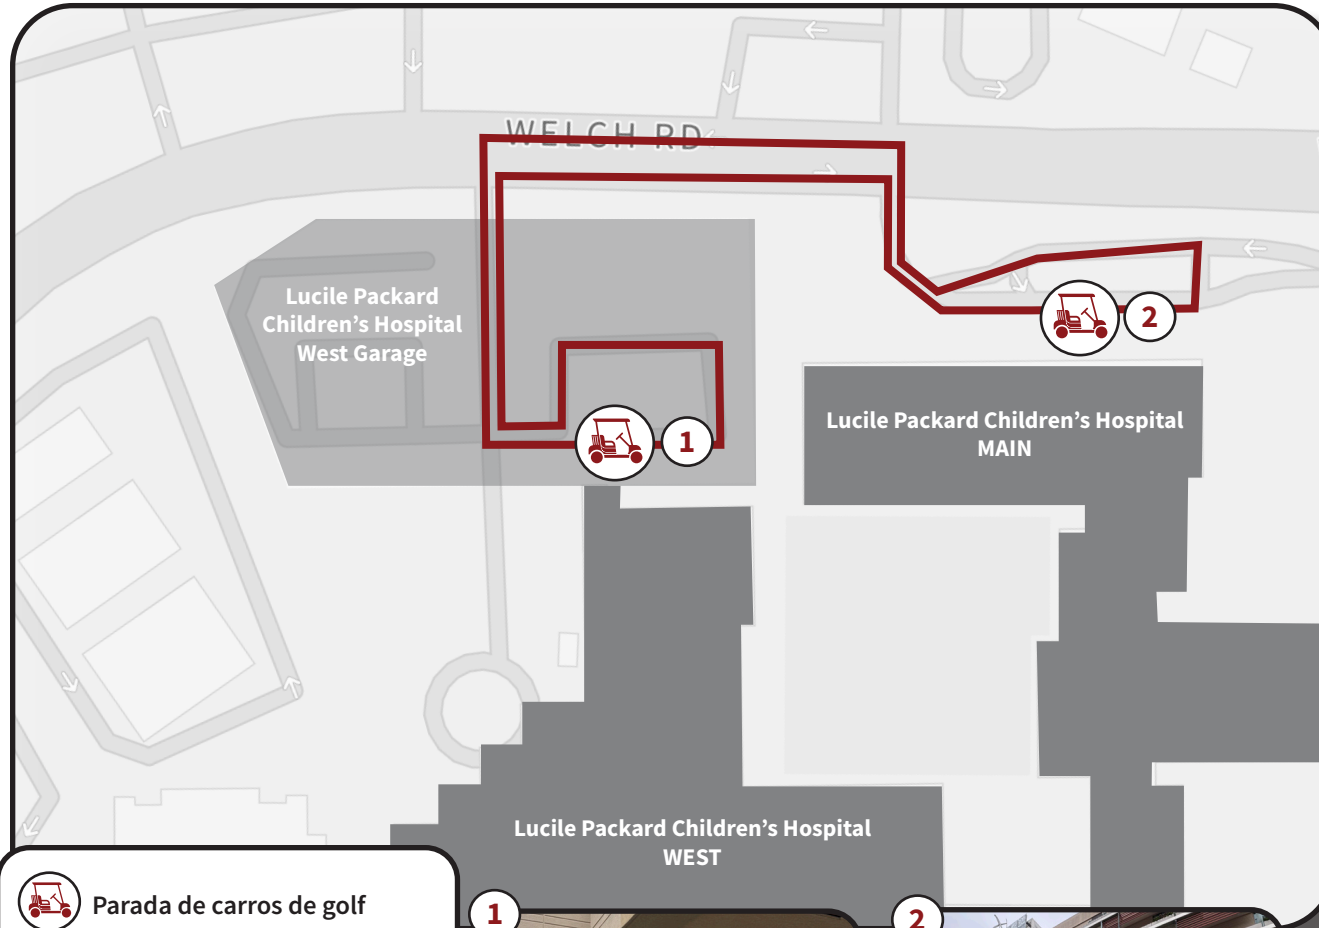 WELCH RD
Lucile Packard
Children’s Hospital
West Garage
2
Lucile Packard Children’s Hospital
MAIN
1
Lucile Packard Children’s Hospital
WEST
Parada de carros de golf
1
2